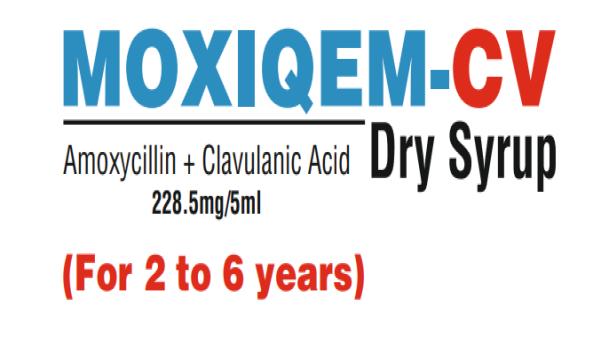 MOXIQEM-CV
Dry Syrup
Amoxycillin + Clavulanic Acid
228.5mg/5ml
(For 2 to 6 years)